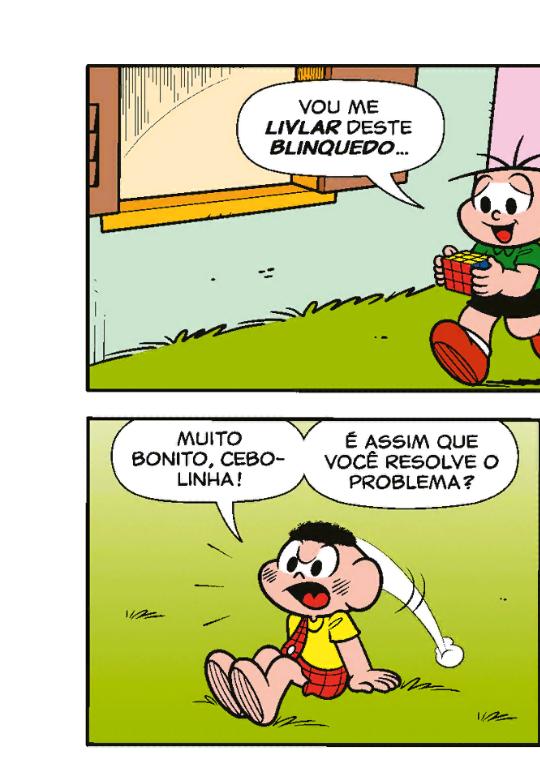 VOU ME
LIVLAR DESTE
BLINQUEDO...
MUITO
BONITO, CEBO-
LINHA!
É ASSIM QUE
VOCÊ RESOLVE O
PROBLEMA?